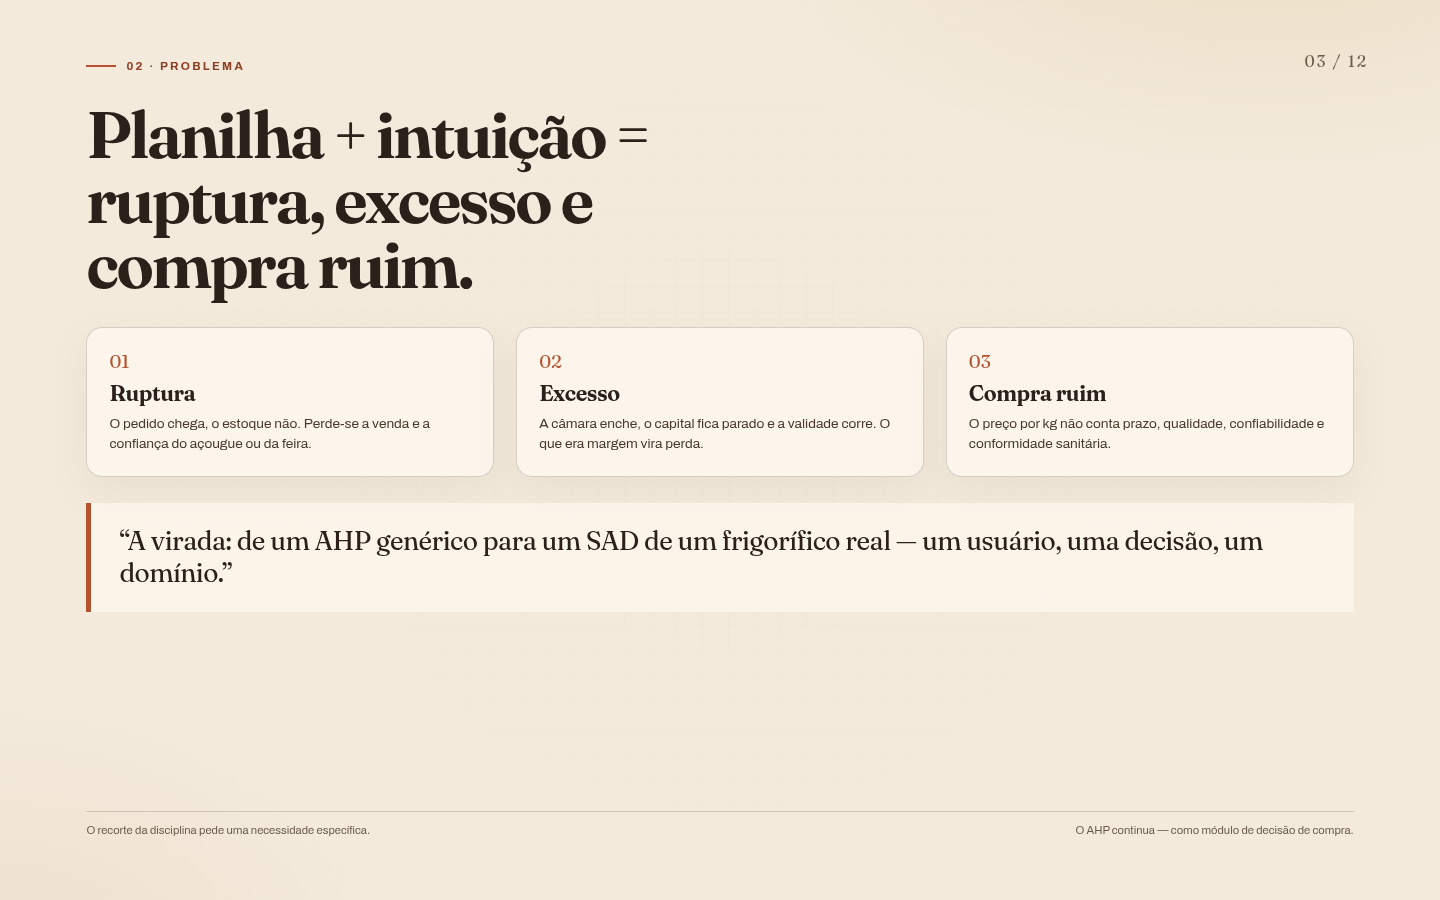 02 · PROBLEMA
03 / 12
Planilha + intuição =
ruptura, excesso e
compra ruim.
01
Ruptura
O pedido chega, o estoque não. Perde-se a venda e a
confiança do açougue ou da feira.
02
Excesso
A câmara enche, o capital fica parado e a validade corre. O
que era margem vira perda.
03
Compra ruim
O preço por kg não conta prazo, qualidade, confiabilidade e
conformidade sanitária.
“A virada: de um AHP genérico para um SAD de um frigorífico real — um usuário, uma decisão, um
domínio.”
O recorte da disciplina pede uma necessidade específica.
O AHP continua — como módulo de decisão de compra.